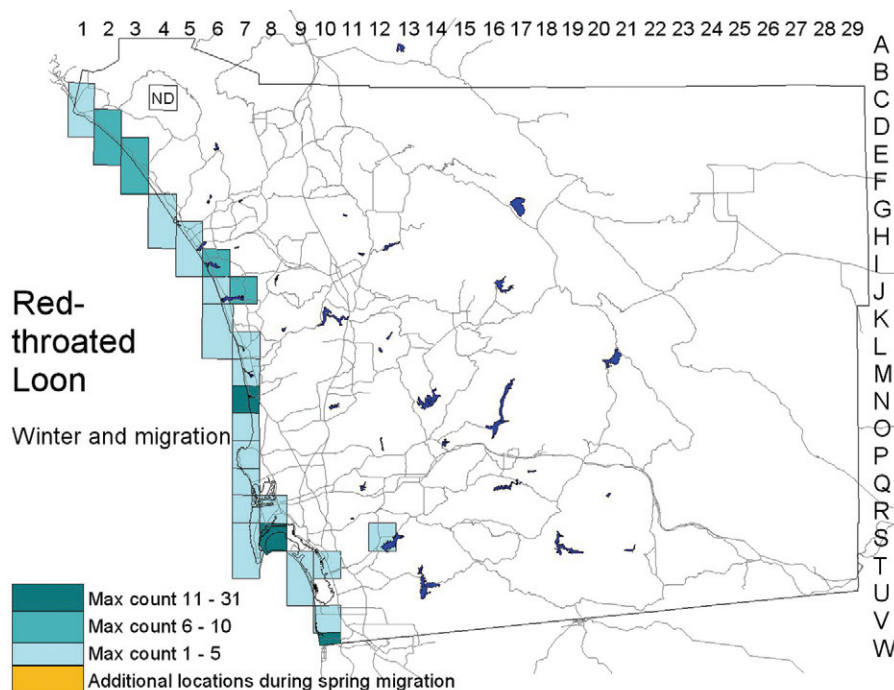 1 2 3 4 5 6 7 8 9 10 11 12 13 14 15 16 17 18 19 20 21 22 23 24 25 26 27 28 29
A
B
C
D
E
F
G
H
I
J
K
L
M
N
O
P
Q
R
S
T
U
V
W
ND
Red-
throated
Loon
Winter and migration
Max count 11 - 31
Max count 6 - 10
Max count 1 - 5
Additional locations during spring migration